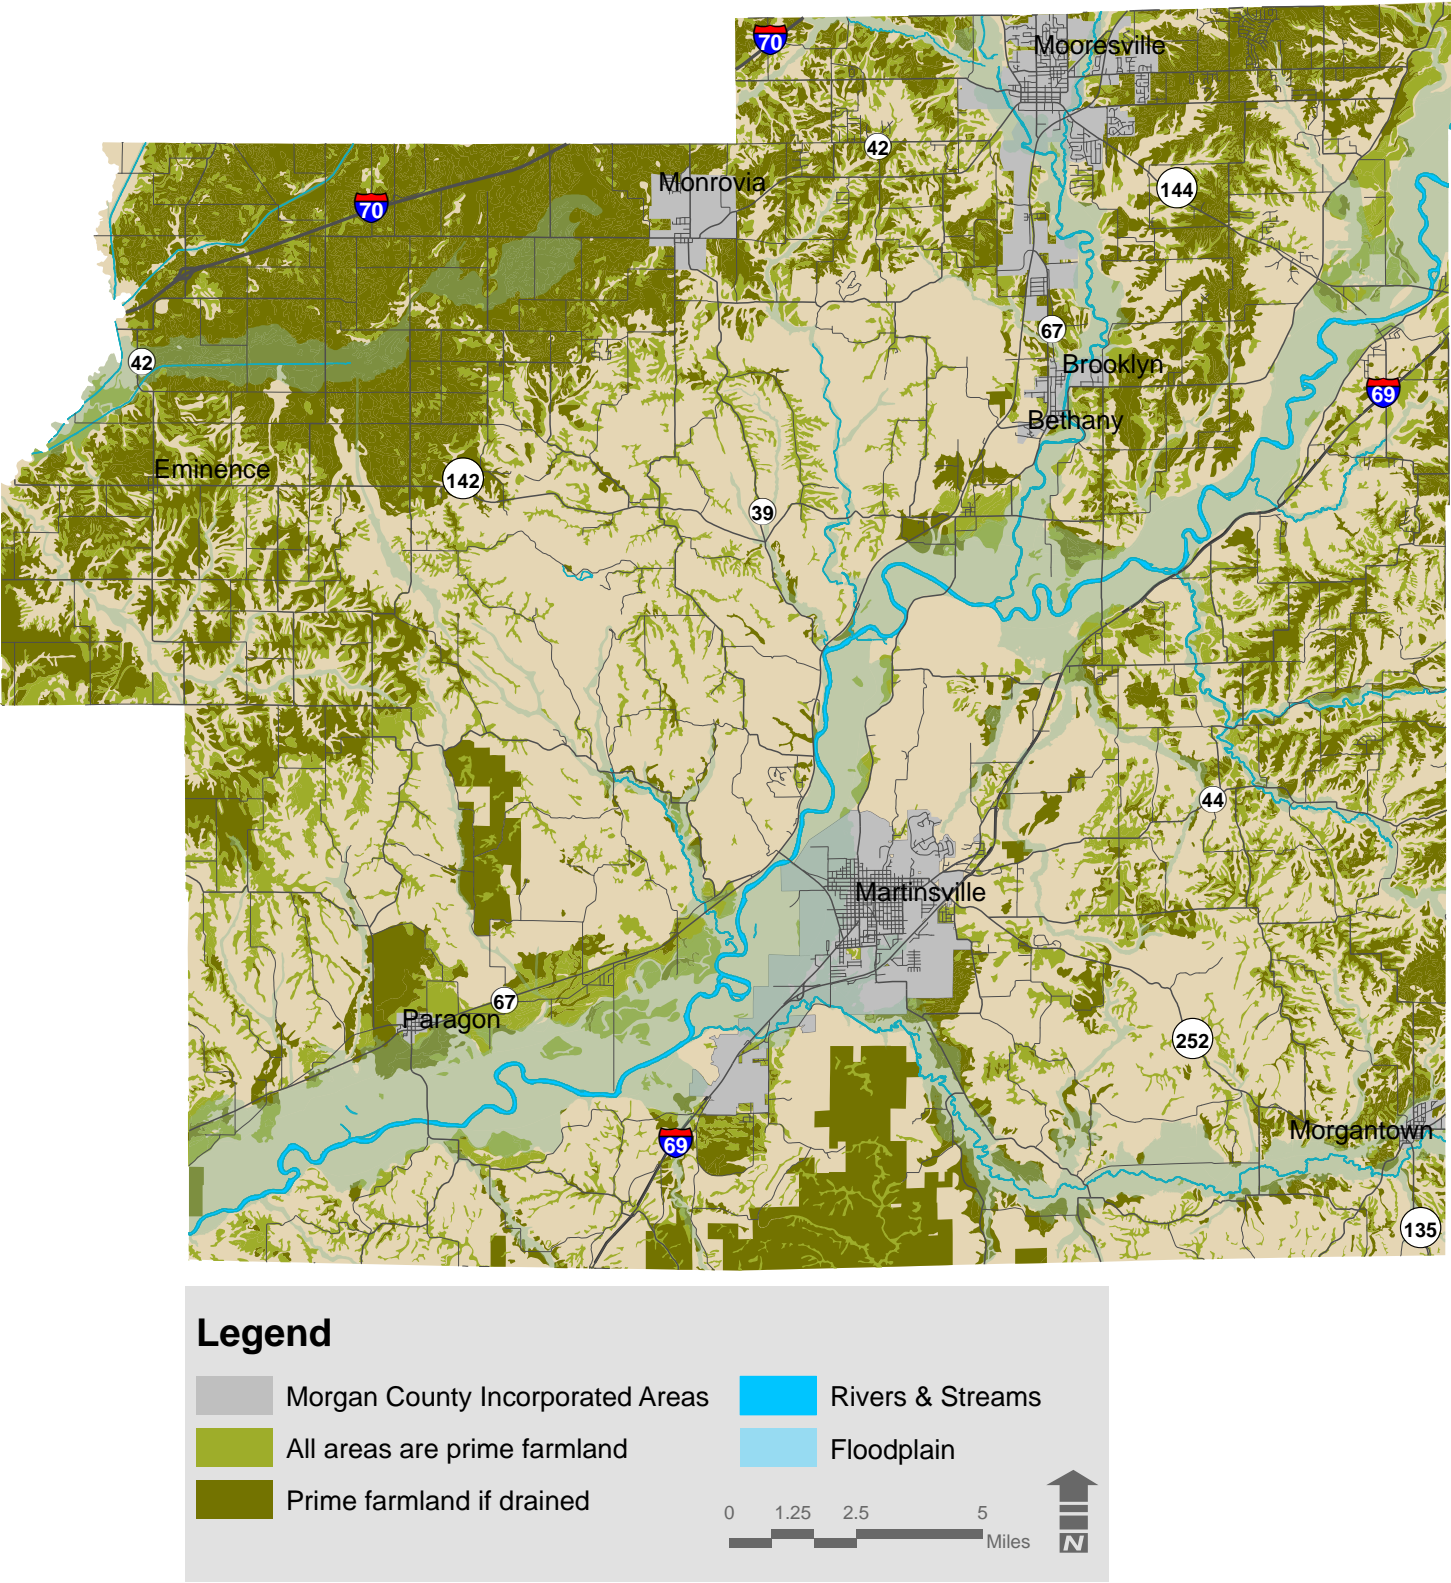 70
Mooresville
42
144
Monrovia
70
67
42
Brooklyn
69
Bethany
Eminence
142
39
44
Martinsville
67
Paragon
252
69
Morgantown
135
Legend
Morgan County Incorporated Areas
All areas are prime farmland
Prime farmland if drained
Rivers & Streams
Floodplain
0 1.25 2.5 5
Miles
N